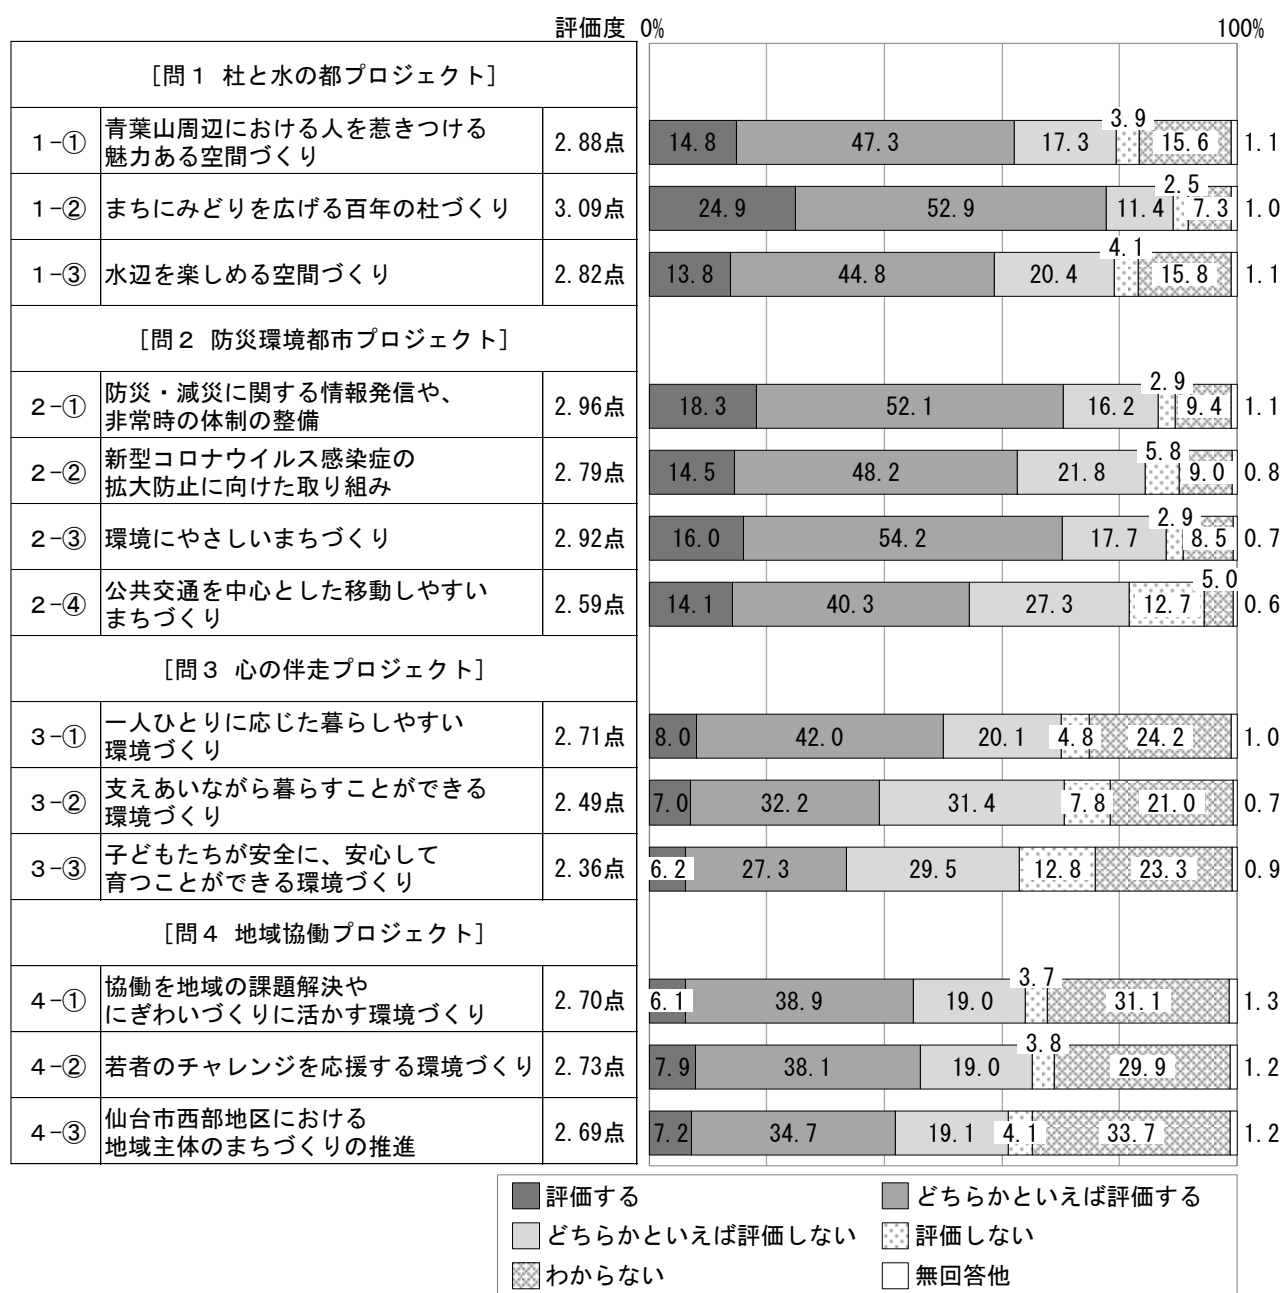 評価度 0% 100%
[問1 杜と水の都プロジェクト]
1-① 青葉山周辺における人を惹きつける
魅力ある空間づくり 2.88点 14.8 47.3 17.3 3.9 15.6 1.1
1-② まちにみどりを広げる百年の杜づくり 3.09点 24.9 52.9 11.4 2.5 7.3 1.0
1-③ 水辺を楽しめる空間づくり 2.82点 13.8 44.8 20.4 4.1 15.8 1.1
[問2 防災環境都市プロジェクト]
2-① 防災・減災に関する情報発信や、
非常時の体制の整備 2.96点 18.3 52.1 16.2 2.9 9.4 1.1
2-② 新型コロナウイルス感染症の
拡大防止に向けた取り組み 2.79点 14.5 48.2 21.8 5.8 9.0 0.8
2-③ 環境にやさしいまちづくり 2.92点 16.0 54.2 17.7 2.9 8.5 0.7
2-④ 公共交通を中心とした移動しやすい
まちづくり 2.59点 14.1 40.3 27.3 12.7 5.0 0.6
[問3 心の伴走プロジェクト]
3-① 一人ひとりに応じた暮らしやすい
環境づくり 2.71点 8.0 42.0 20.1 4.8 24.2 1.0
3-② 支えあいながら暮らすことができる
環境づくり 2.49点 7.0 32.2 31.4 7.8 21.0 0.7
3-③ 子どもたちが安全に、安心して
育つことができる環境づくり 2.36点 6.2 27.3 29.5 12.8 23.3 0.9
[問4 地域協働プロジェクト]
4-① 協働を地域の課題解決や
にぎわいづくりに活かす環境づくり 2.70点 6.1 38.9 19.0 3.7 31.1 1.3
4-② 若者のチャレンジを応援する環境づくり 2.73点 7.9 38.1 19.0 3.8 29.9 1.2
4-③ 仙台市西部地区における
地域主体のまちづくりの推進 2.69点 7.2 34.7 19.1 4.1 33.7 1.2
評価する どちらかといえば評価する
どちらかといえば評価しない 評価しない
わからない 無回答他